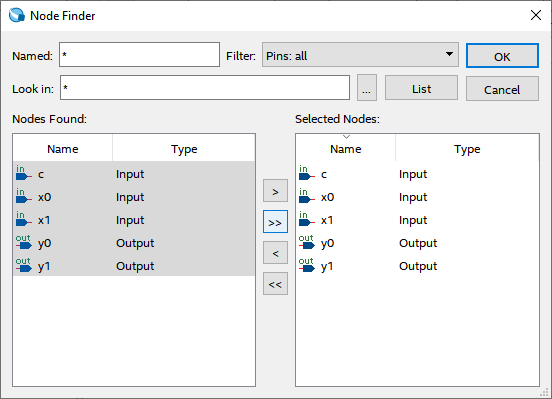 Node Finder
Named: * Filter: Pins: all OK
Look in: * ... List Cancel
Nodes Found: Selected Nodes:
Name Type Name Type
in c Input in c Input
in x0 Input > in x0 Input
in x1 Input >> in x1 Input
out y0 Output < out y0 Output
out y1 Output << out y1 Output